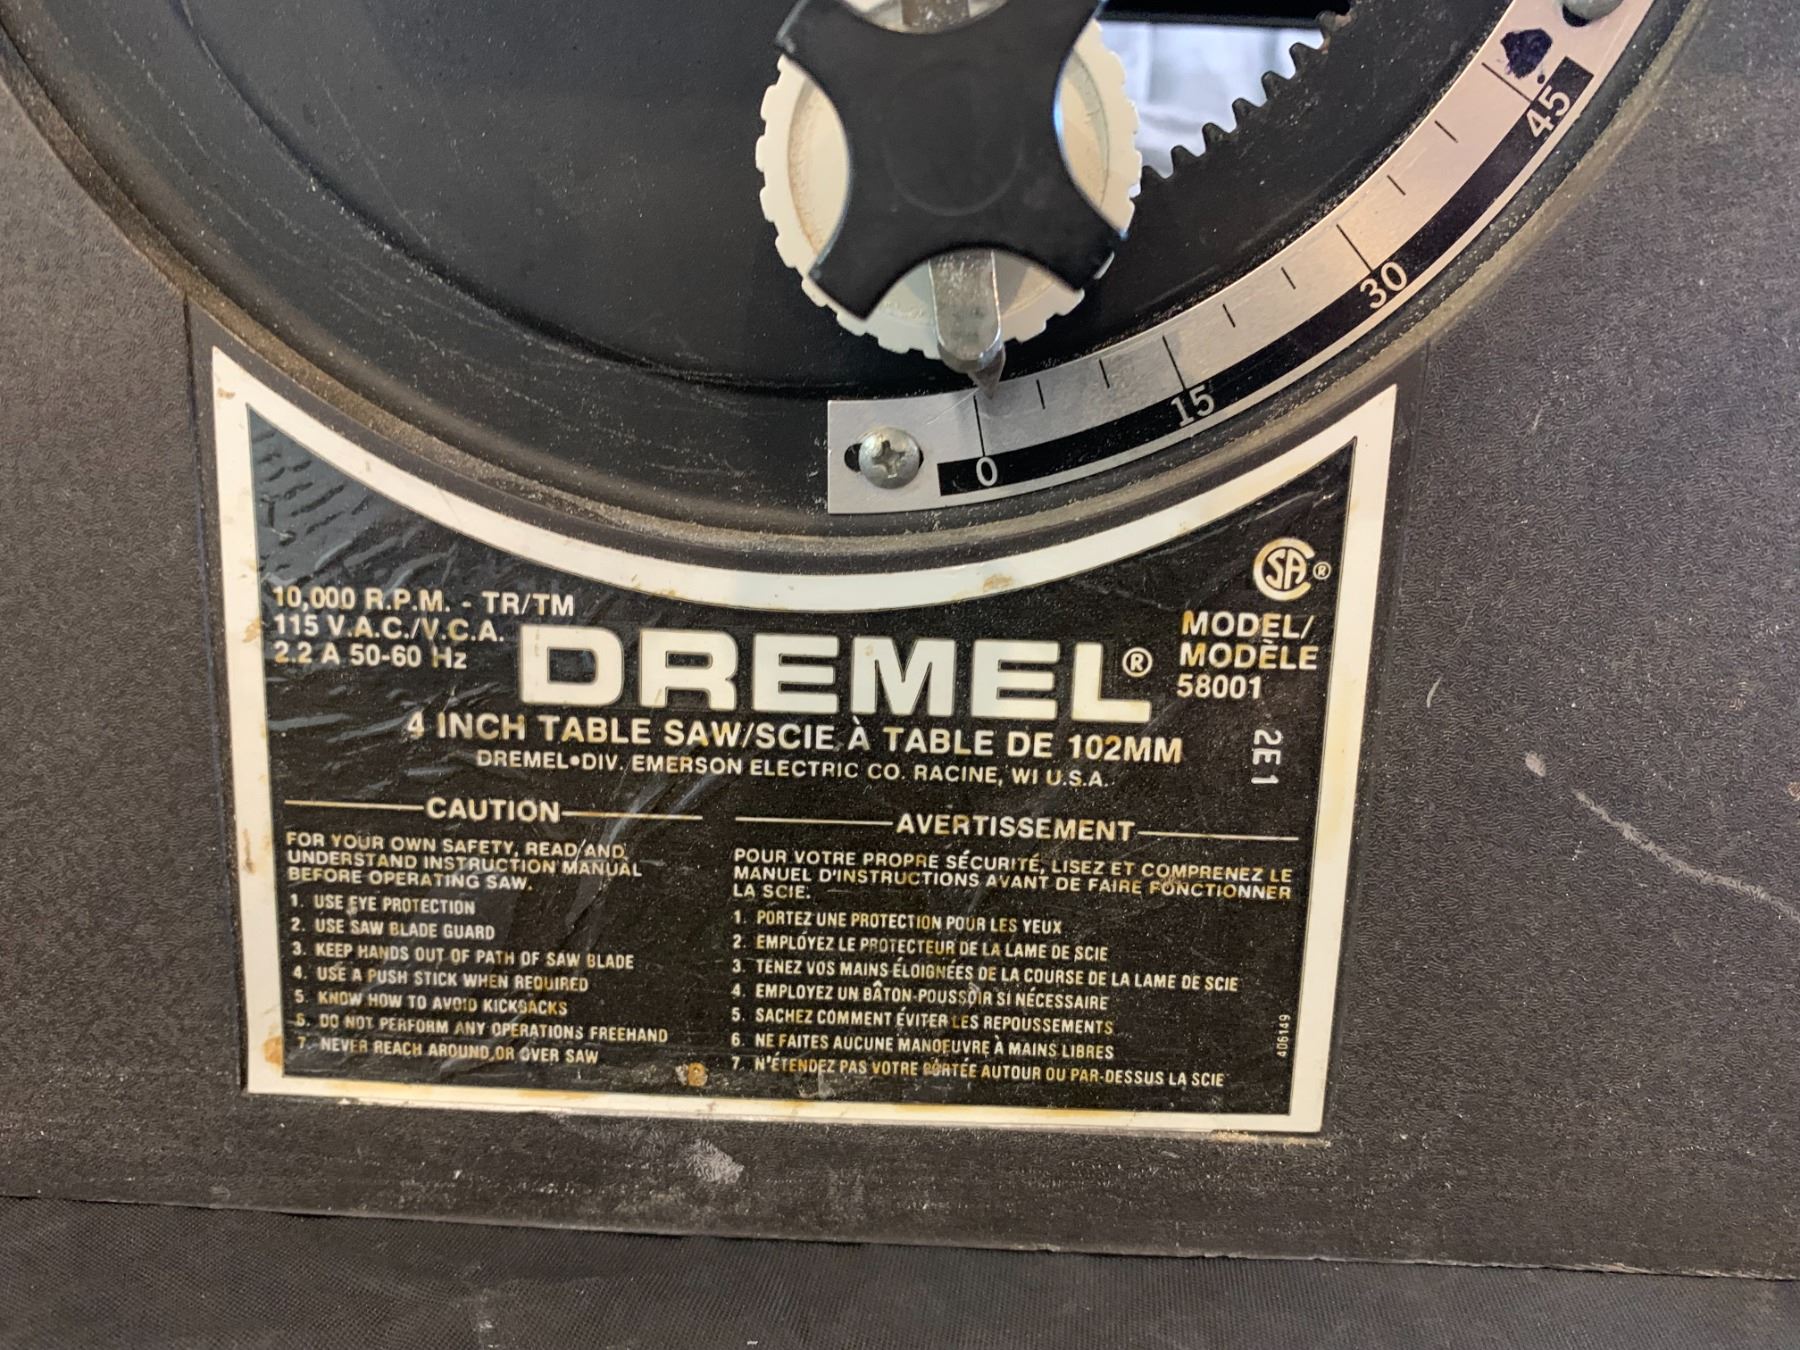 45
30
15
0
10,000 R.P.M. - TR/TM
115 V.A.C./V.C.A.
2.2 A 50-60 Hz
DREMEL®
SA ®
MODEL/
MODÈLE
58001
4 INCH TABLE SAW/SCIE À TABLE DE 102MM
DREMEL•DIV. EMERSON ELECTRIC CO. RACINE, WI U.S.A.
2E1
CAUTION
FOR YOUR OWN SAFETY, READ AND
UNDERSTAND INSTRUCTION MANUAL
BEFORE OPERATING SAW.
1. USE EYE PROTECTION
2. USE SAW BLADE GUARD
3. KEEP HANDS OUT OF PATH OF SAW BLADE
4. USE A PUSH STICK WHEN REQUIRED
5. KNOW HOW TO AVOID KICKBACKS
6. DO NOT PERFORM ANY OPERATIONS FREEHAND
7. NEVER REACH AROUND OR OVER SAW
AVERTISSEMENT
POUR VOTRE PROPRE SÉCURITÉ, LISEZ ET COMPRENEZ LE
MANUEL D'INSTRUCTIONS AVANT DE FAIRE FONCTIONNER
LA SCIE.
1. PORTEZ UNE PROTECTION POUR LES YEUX
2. EMPLOYEZ LE PROTECTEUR DE LA LAME DE SCIE
3. TENEZ VOS MAINS ÉLOIGNÉES DE LA COURSE DE LA LAME DE SCIE
4. EMPLOYEZ UN BÂTON-POUSSOIR SI NÉCESSAIRE
5. SACHEZ COMMENT ÉVITER LES REPOUSSEMENTS
6. NE FAITES AUCUNE MANOEUVRE À MAINS LIBRES
7. N'ÉTENDEZ PAS VOTRE PORTÉE AUTOUR OU PAR-DESSUS LA SCIE
406149